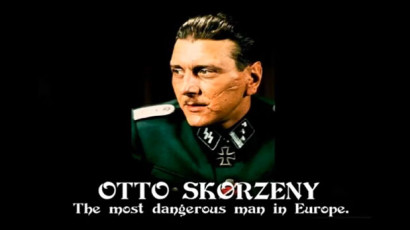 OTTO SKORZENY
The most dangerous man in Europe.